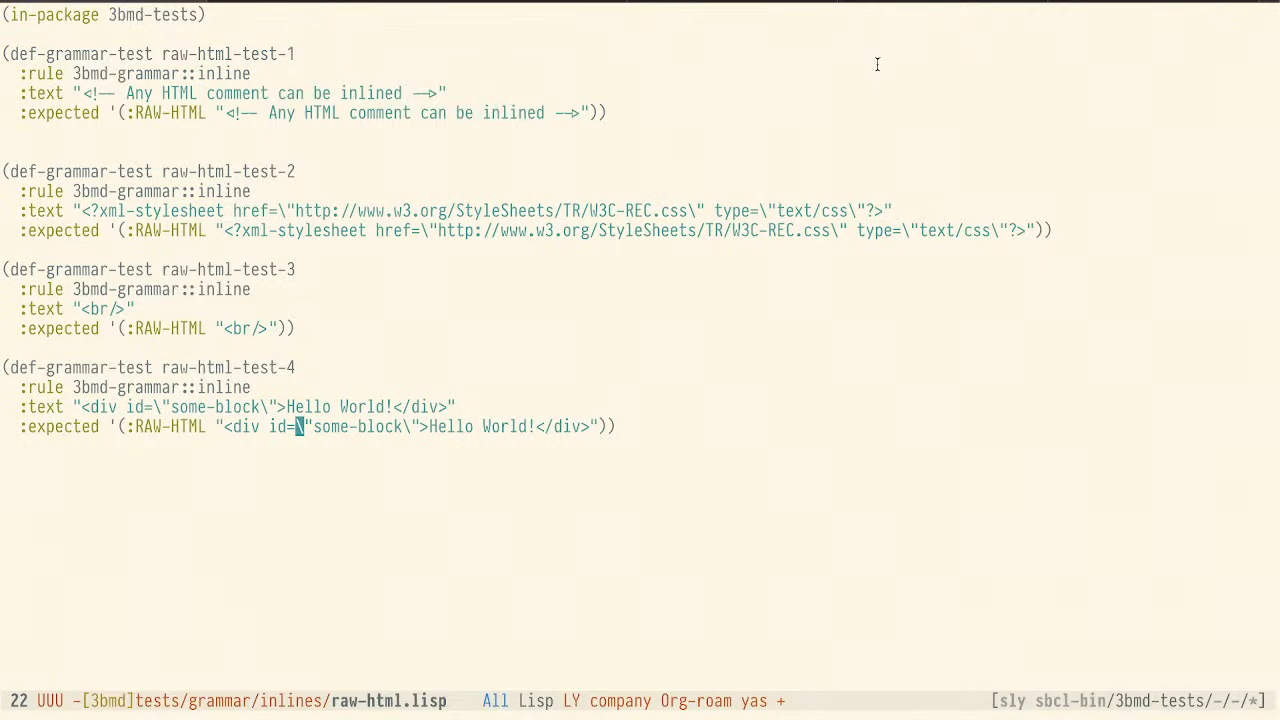 (in-package 3bmd-tests)
(def-grammar-test raw-html-test-1
  :rule 3bmd-grammar::inline
  :text "<!-- Any HTML comment can be inlined -->"
  :expected '(:RAW-HTML "<!-- Any HTML comment can be inlined -->"))
(def-grammar-test raw-html-test-2
  :rule 3bmd-grammar::inline
  :text "<?xml-stylesheet href=\"http://www.w3.org/StyleSheets/TR/W3C-REC.css\" type=\"text/css\"?>"
  :expected '(:RAW-HTML "<?xml-stylesheet href=\"http://www.w3.org/StyleSheets/TR/W3C-REC.css\" type=\"text/css\"?>"))
(def-grammar-test raw-html-test-3
  :rule 3bmd-grammar::inline
  :text "<br/>"
  :expected '(:RAW-HTML "<br/>"))
(def-grammar-test raw-html-test-4
  :rule 3bmd-grammar::inline
  :text "<div id=\"some-block\">Hello World!</div>"
  :expected '(:RAW-HTML "<div id=\"some-block\">Hello World!</div>"))
22 UUU -[3bmd]tests/grammar/inlines/raw-html.lisp All Lisp LY company Org-roam yas + [sly sbcl-bin/3bmd-tests/-/-/*]